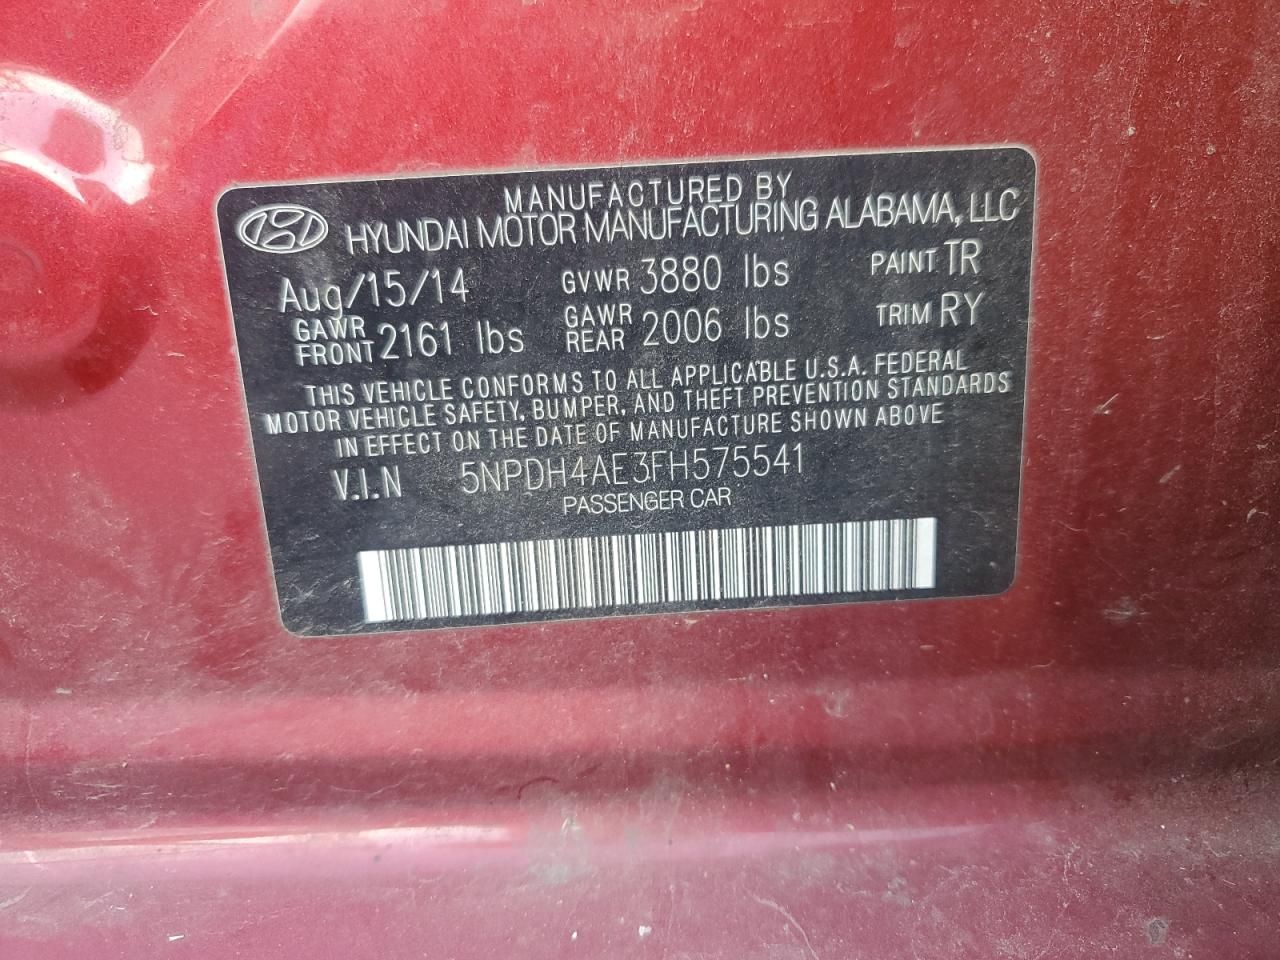 MANUFACTURED BY
HYUNDAI MOTOR MANUFACTURING ALABAMA, LLC
Aug/15/14 GVWR 3880 lbs PAINT TR
GAWR FRONT 2161 lbs GAWR REAR 2006 lbs TRIM RY
THIS VEHICLE CONFORMS TO ALL APPLICABLE U.S.A. FEDERAL
MOTOR VEHICLE SAFETY, BUMPER, AND THEFT PREVENTION STANDARDS
IN EFFECT ON THE DATE OF MANUFACTURE SHOWN ABOVE
V.I.N 5NPDH4AE3FH575541
PASSENGER CAR